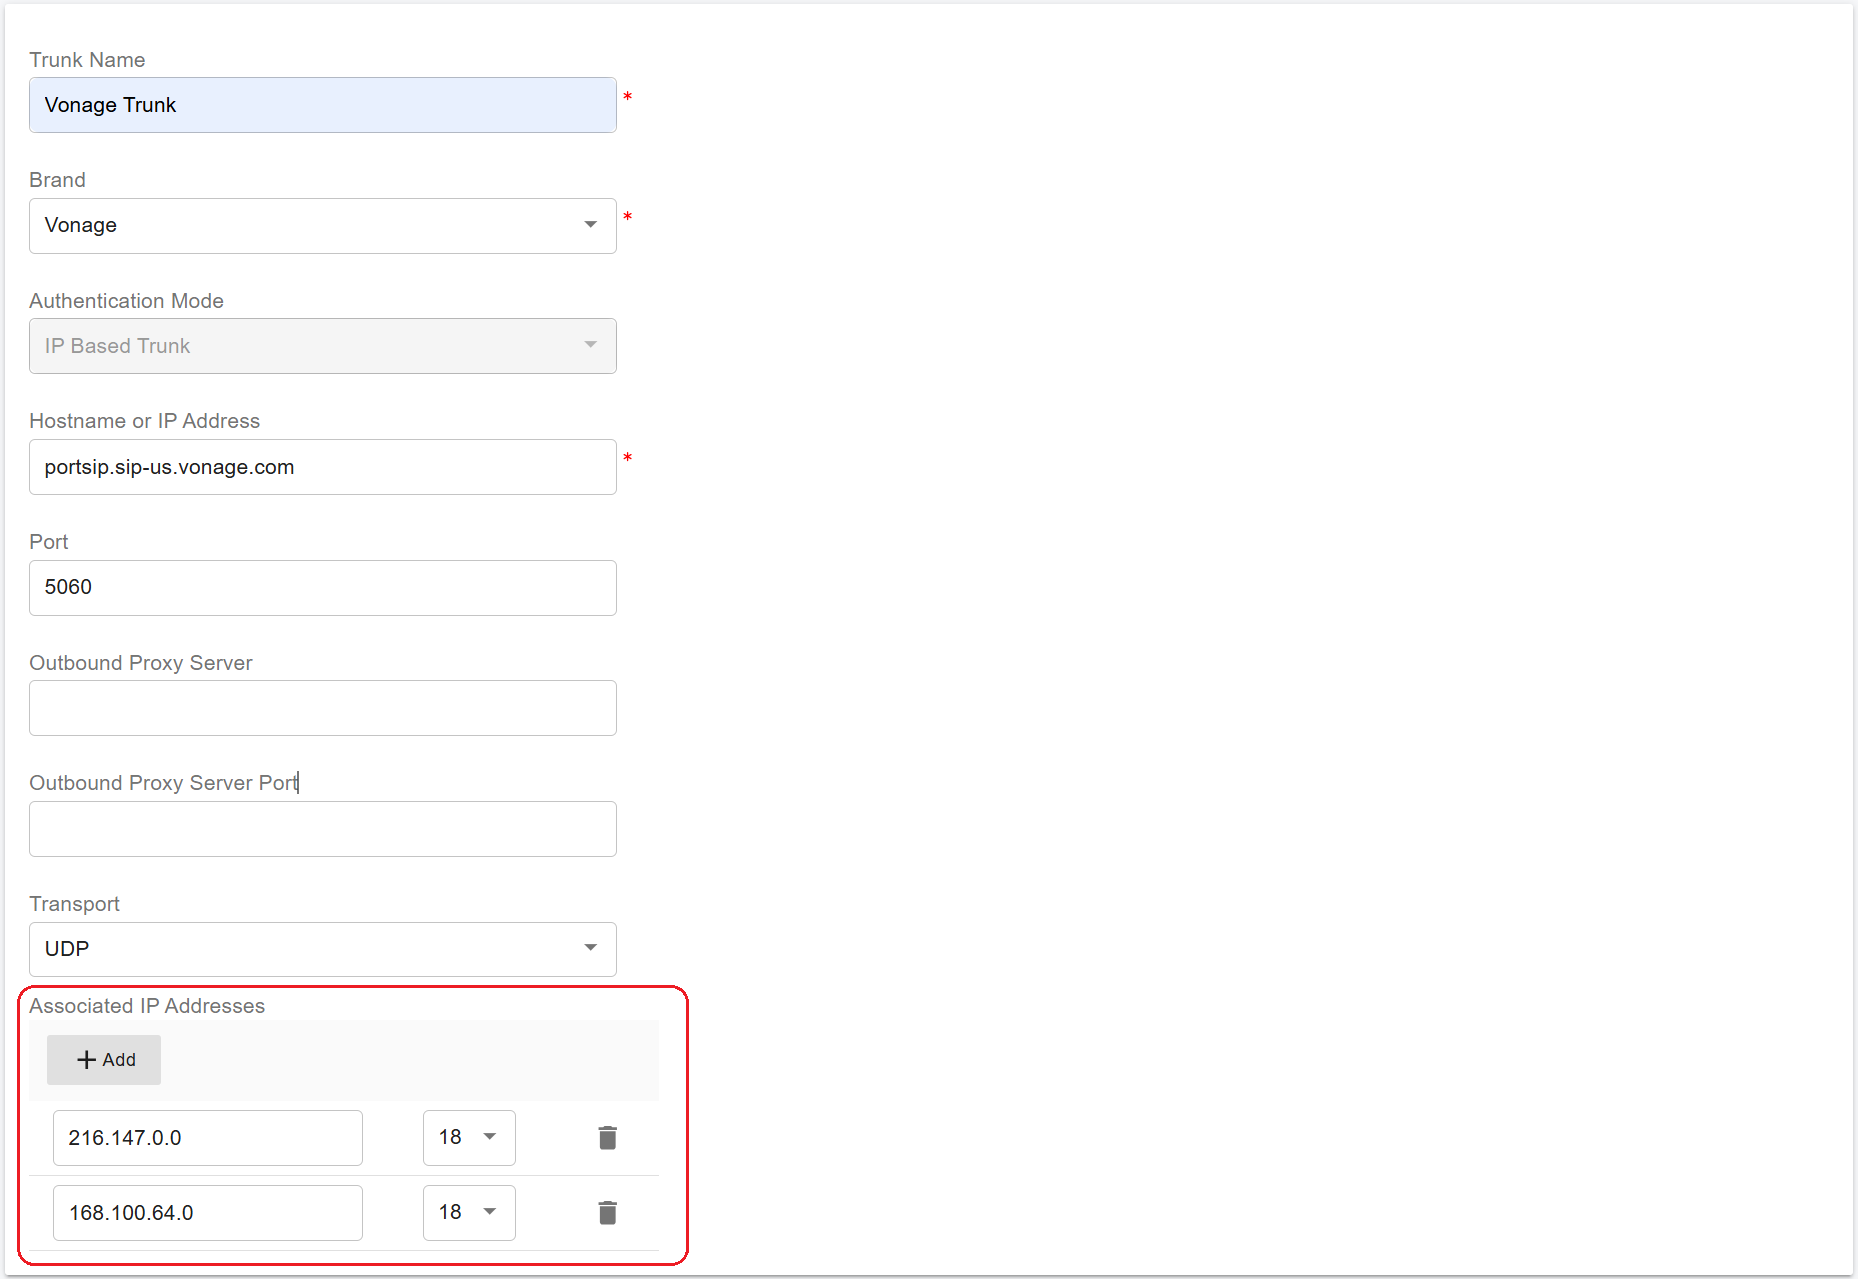 Trunk Name
Vonage Trunk *
Brand
Vonage *
Authentication Mode
IP Based Trunk
Hostname or IP Address
portsip.sip-us.vonage.com *
Port
5060
Outbound Proxy Server
Outbound Proxy Server Port
Transport
UDP
Associated IP Addresses
+ Add
216.147.0.0 18
168.100.64.0 18